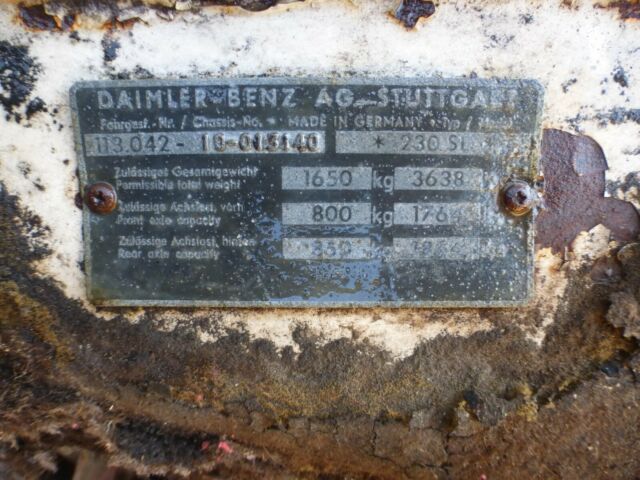 DAIMLER-BENZ AG STUTTGART
Fahrgest.-Nr. / Chassis-No. * MADE IN GERMANY * Typ / Model
113.042 - 10-013140 * 230 SL
Zulässiges Gesamtgewicht
Permissible total weight 1650 kg 3638
Zulässige Achslast, vorn
Front axle capacity 800 kg
Zulässige Achslast, hinten
Rear axle capacity